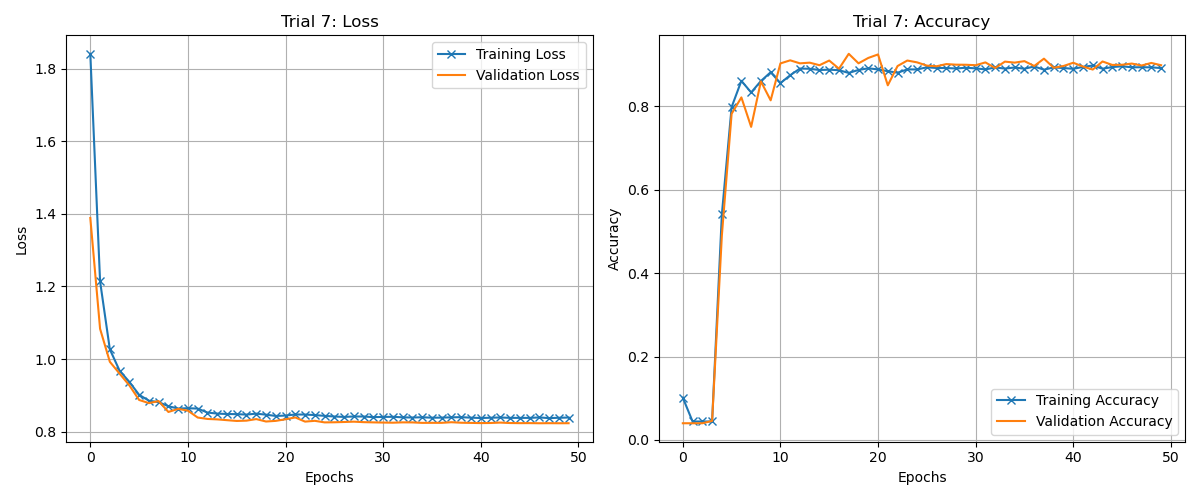 Trial 7: Loss
Training Loss
Validation Loss
1.8
1.6
1.4
1.2
1.0
0.8
Loss
0 10 20 30 40 50
Epochs
Trial 7: Accuracy
0.8
0.6
0.4
0.2
0.0
Accuracy
Training Accuracy
Validation Accuracy
0 10 20 30 40 50
Epochs